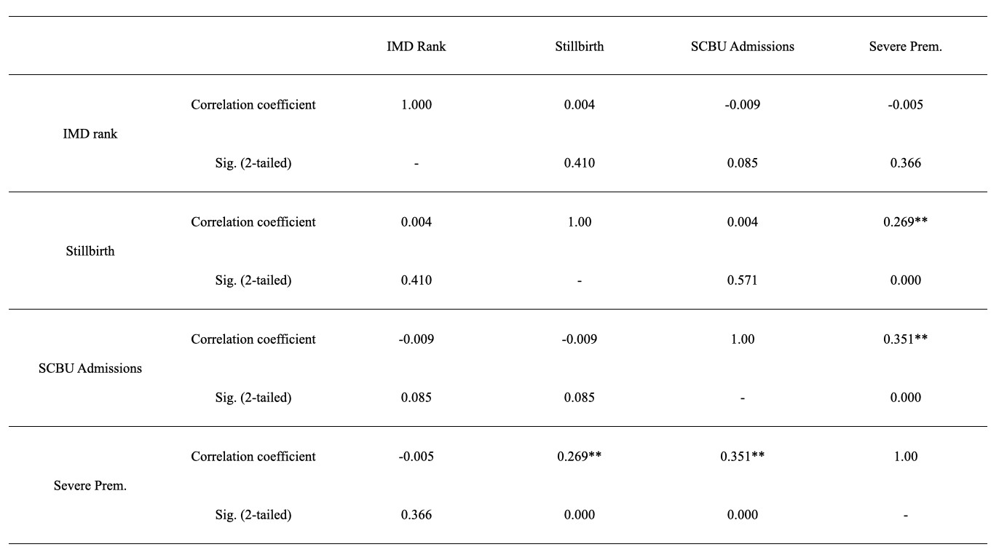 IMD Rank Stillbirth SCBU Admissions Severe Prem.
Correlation coefficient 1.000 0.004 -0.009 -0.005
IMD rank
Sig. (2-tailed) - 0.410 0.085 0.366
Correlation coefficient 0.004 1.00 0.004 0.269**
Stillbirth
Sig. (2-tailed) 0.410 - 0.571 0.000
Correlation coefficient -0.009 -0.009 1.00 0.351**
SCBU Admissions
Sig. (2-tailed) 0.085 0.085 - 0.000
Correlation coefficient -0.005 0.269** 0.351** 1.00
Severe Prem.
Sig. (2-tailed) 0.366 0.000 0.000 -